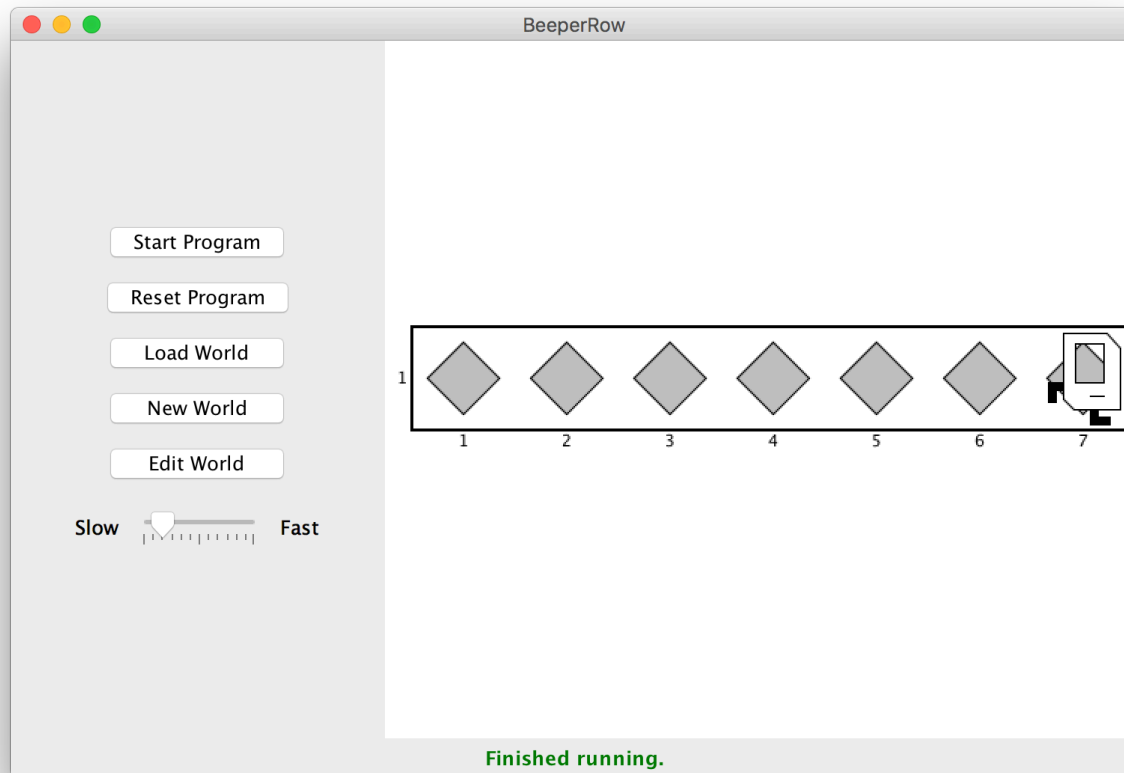 BeeperRow
Start Program
Reset Program
Load World
New World
Edit World
Slow Fast
1
1 2 3 4 5 6 7
Finished running.